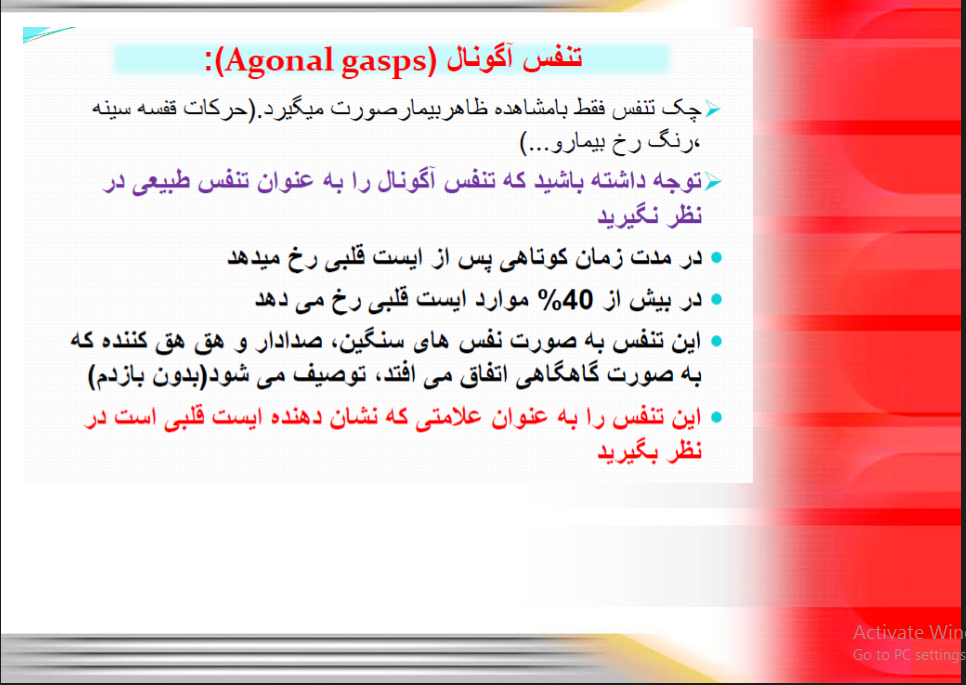 تنفس آگونال (Agonal gasps):
چک تنفس فقط بامشاهده ظاهربیمارصورت میگیرد.(حرکات قفسه سینه
،رنگ رخ بیمارو...)
توجه داشته باشید که تنفس آگونال را به عنوان تنفس طبیعی در
نظر نگیرید
در مدت زمان کوتاهی پس از ایست قلبی رخ میدهد
در بیش از 40% موارد ایست قلبی رخ می دهد
این تنفس به صورت نفس های سنگین، صدادار و هق هق کننده که
به صورت گاهگاهی اتفاق می افتد، توصیف می شود(بدون بازدم)
این تنفس را به عنوان علامتی که نشان دهنده ایست قلبی است در
نظر بگیرید
Activate Win
Go to PC settings